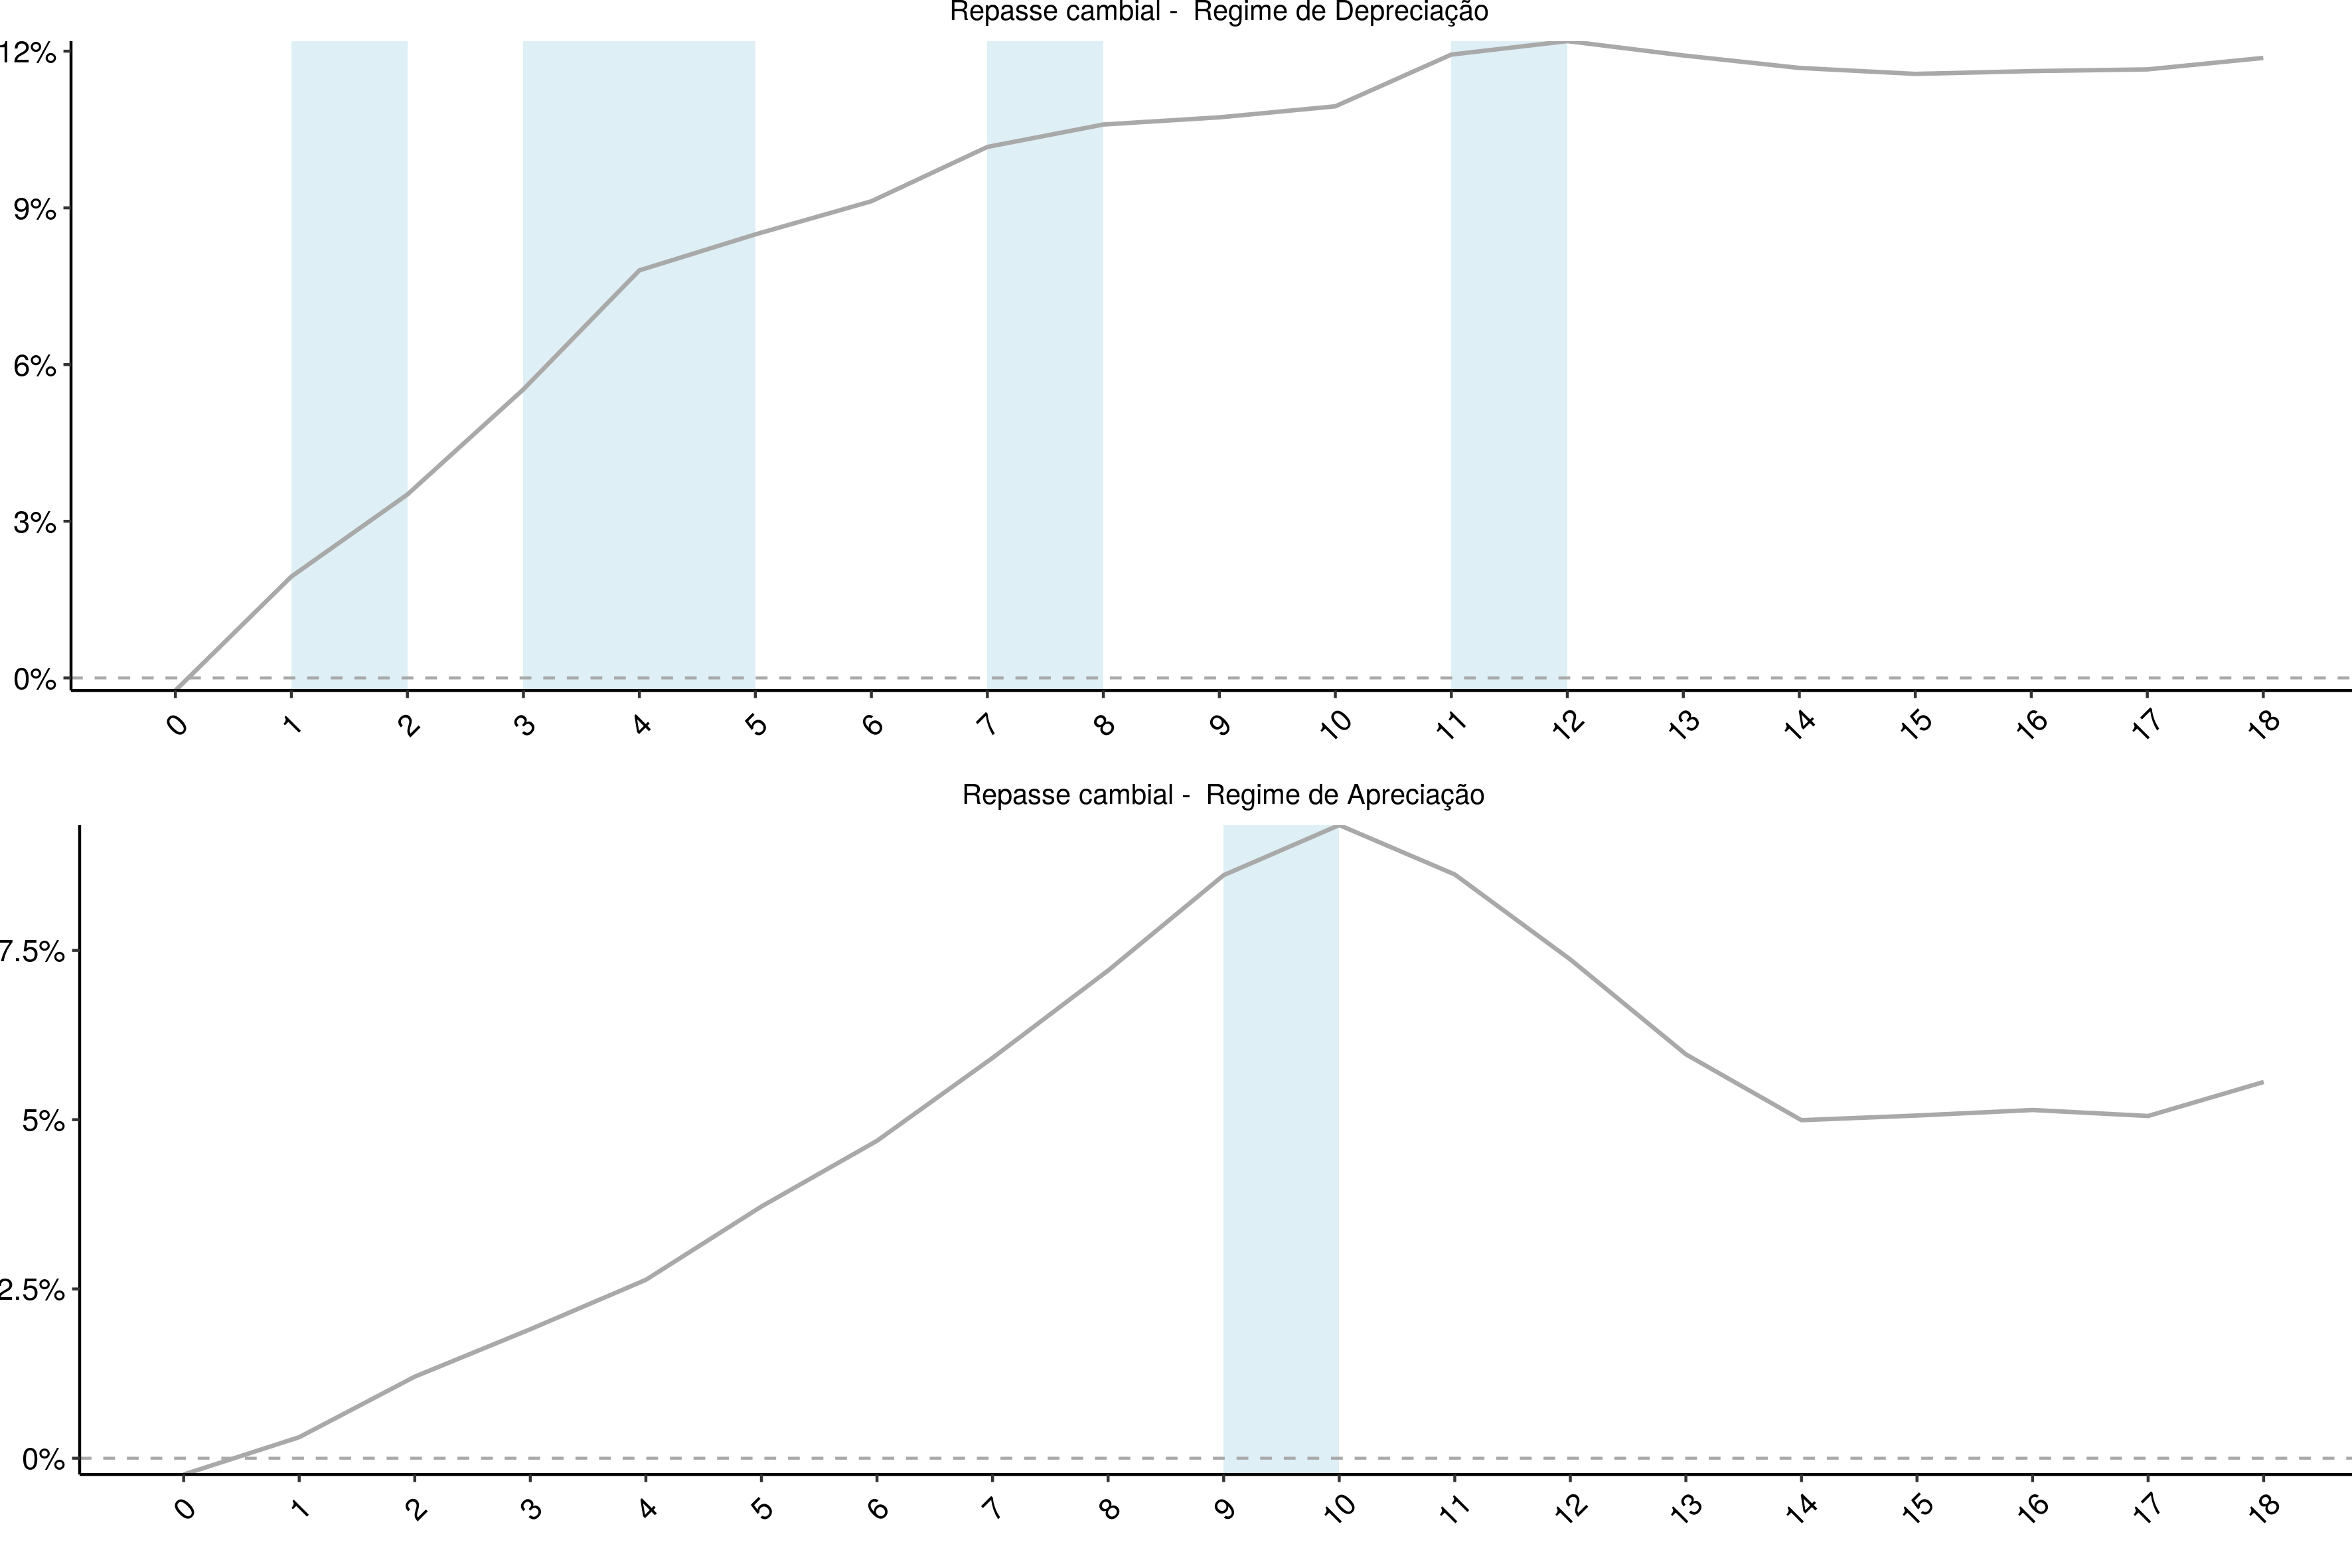 Repasse cambial -  Regime de Depreciação
12%
9%
6%
3%
0%
0 1 2 3 4 5 6 7 8 9 10 11 12 13 14 15 16 17 18
Repasse cambial -  Regime de Apreciação
7.5%
5%
2.5%
0%
0 1 2 3 4 5 6 7 8 9 10 11 12 13 14 15 16 17 18